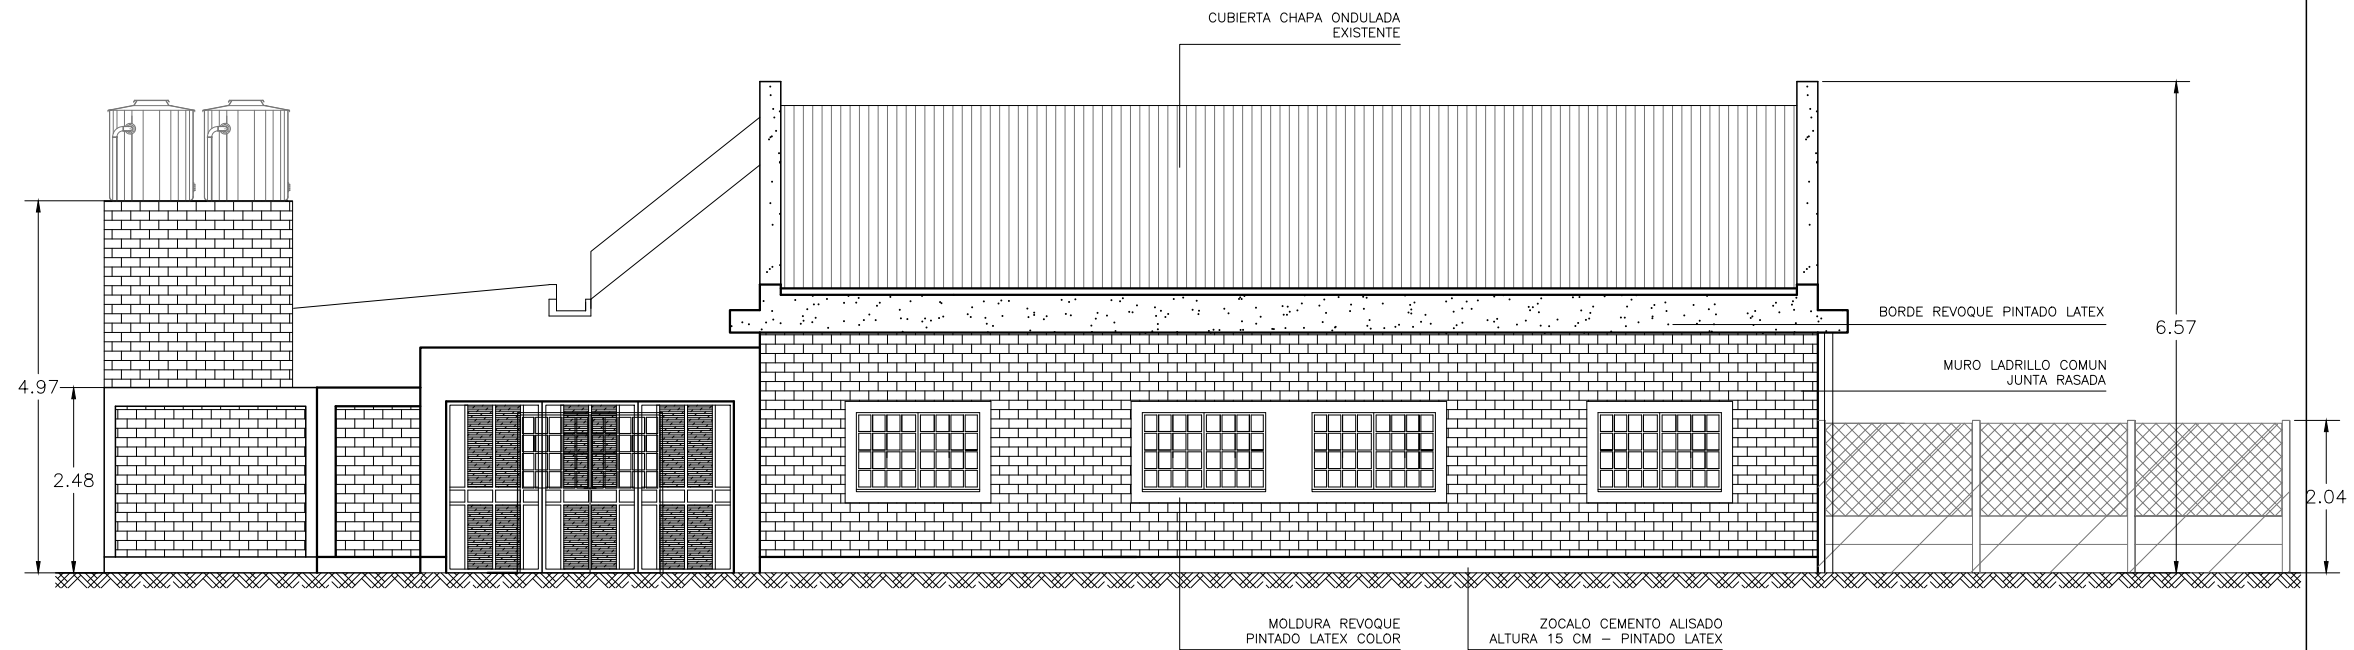 CUBIERTA CHAPA ONDULADA
EXISTENTE
BORDE REVOQUE PINTADO LATEX
6.57
MURO LADRILLO COMUN
JUNTA RASADA
4.97
2.48
2.04
MOLDURA REVOQUE
PINTADO LATEX COLOR
ZOCALO CEMENTO ALISADO
ALTURA 15 CM – PINTADO LATEX